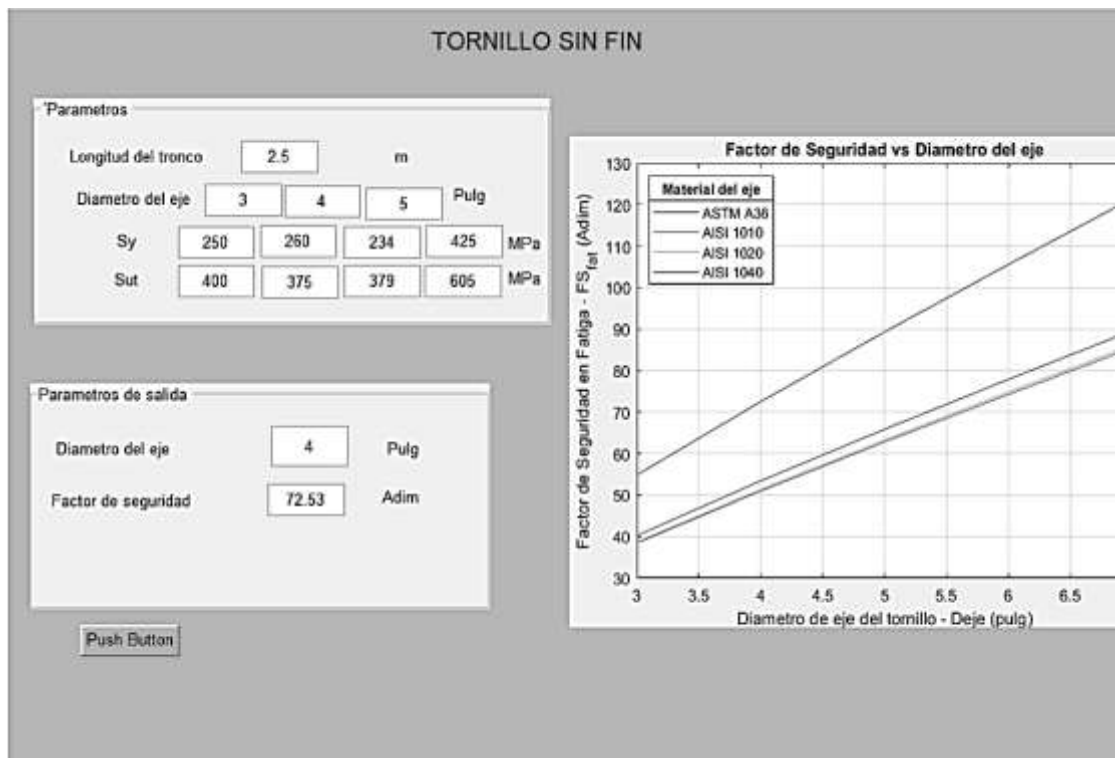 TORNILLO SIN FIN
Parametros
Longitud del tronco 2.5 m
Diametro del eje 3 4 5 Pulg
Sy 250 260 234 425 MPa
Sut 400 375 379 605 MPa
Parametros de salida
Diametro del eje 4 Pulg
Factor de seguridad 72.53 Adim
Push Button
Factor de Seguridad vs Diametro del eje
Factor de Seguridad en Fatiga - FS_fat (Adim)
130
120
110
100
90
80
70
60
50
40
30
Material del eje
ASTM A36
AISI 1010
AISI 1020
AISI 1040
3 3.5 4 4.5 5 5.5 6 6.5
Diametro de eje del tornillo - Deje (pulg)